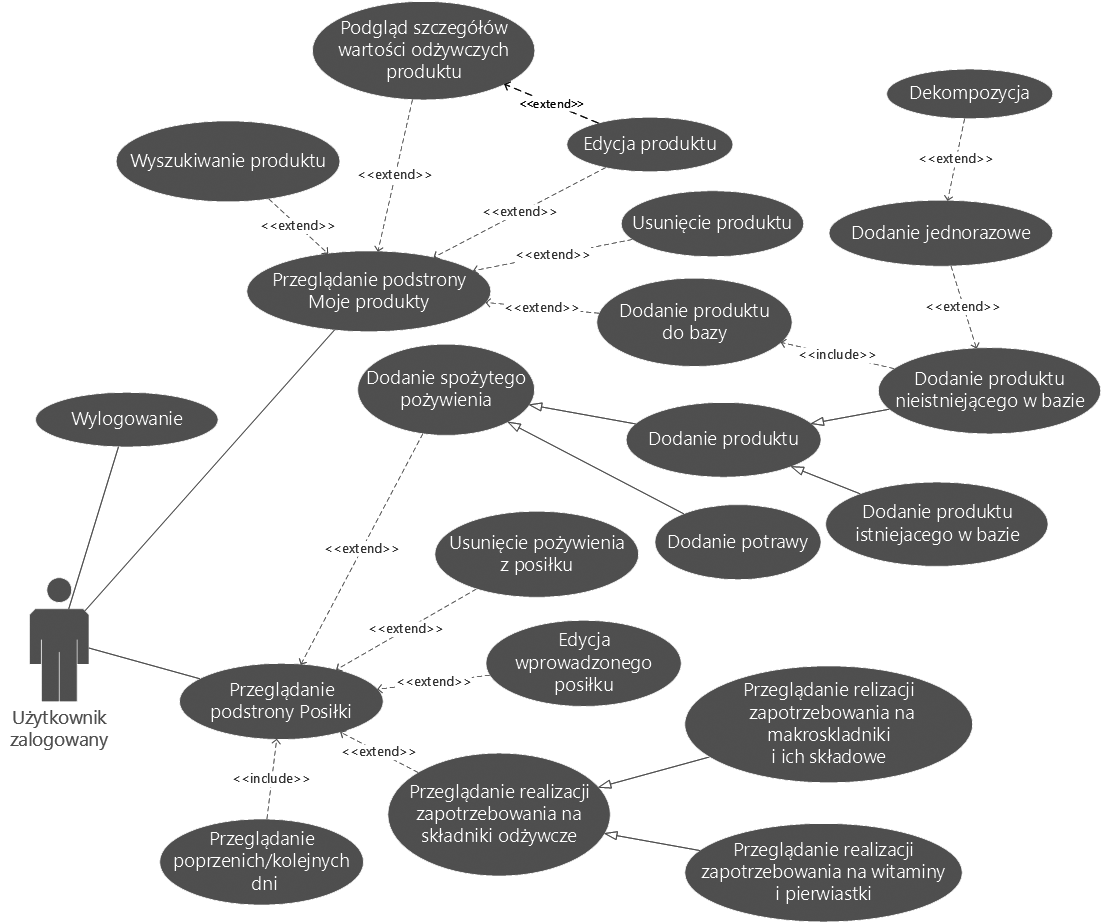 Podgląd szczegółów
wartości odżywczych
produktu
<<extend>>
Dekompozycja
Edycja produktu
Wyszukiwanie produktu
<<extend>>
<<extend>>
<<extend>>
<<extend>>
Usunięcie produktu
<<extend>>
Dodanie jednorazowe
<<extend>>
Przeglądanie podstrony
Moje produkty
<<extend>>
Dodanie produktu
do bazy
<<extend>>
<<include>>
Dodanie spożytego
pożywienia
Dodanie produktu
nieistniejącego w bazie
Wylogowanie
Dodanie produktu
Dodanie produktu
istniejacego w bazie
Dodanie potrawy
<<extend>>
Usunięcie pożywienia
z posiłku
<<extend>>
Edycja
wprowadzonego
posiłku
<<extend>>
Użytkownik
zalogowany
Przeglądanie
podstrony Posiłki
Przeglądanie relizacji
zapotrzebowania na
makroskladniki
i ich składowe
<<extend>>
<<include>>
Przeglądanie realizacji
zapotrzebowania na
składniki odżywcze
Przeglądanie
poprzenich/kolejnych
dni
Przeglądanie realizacji
zapotrzebowania na witaminy
i pierwiastki